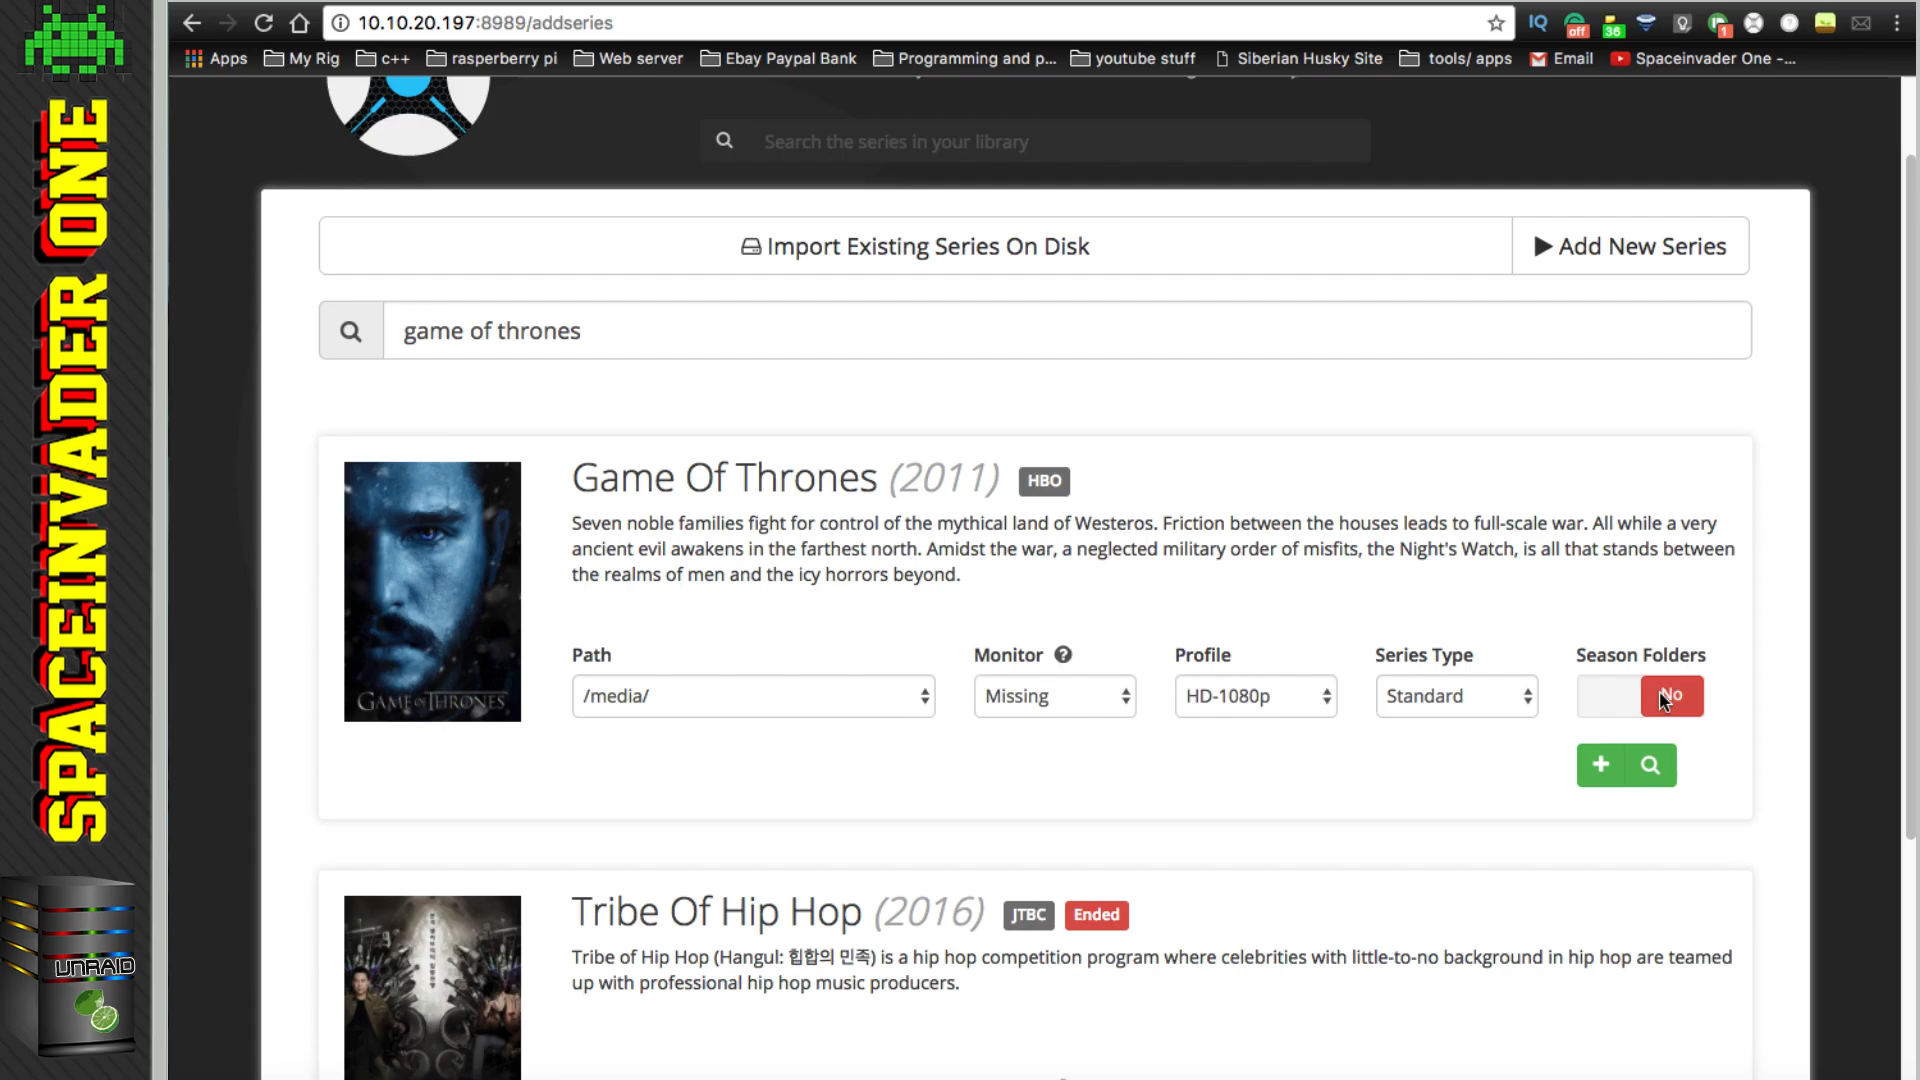 10.10.20.197:8989/addseries
IQ off 36 1
Apps My Rig c++ rasperberry pi Web server Ebay Paypal Bank Programming and p... youtube stuff Siberian Husky Site tools/ apps Email Spaceinvader One -...
SPACEINVADER ONE
Search the series in your library
Import Existing Series On Disk Add New Series
game of thrones
Game Of Thrones (2011) HBO
Seven noble families fight for control of the mythical land of Westeros. Friction between the houses leads to full-scale war. All while a very
ancient evil awakens in the farthest north. Amidst the war, a neglected military order of misfits, the Night's Watch, is all that stands between
the realms of men and the icy horrors beyond.
GAME OF THRONES
Path Monitor Profile Series Type Season Folders
/media/ Missing HD-1080p Standard No
Tribe Of Hip Hop (2016) JTBC Ended
Tribe of Hip Hop (Hangul: 힙합의 민족) is a hip hop competition program where celebrities with little-to-no background in hip hop are teamed
up with professional hip hop music producers.
UNRAID